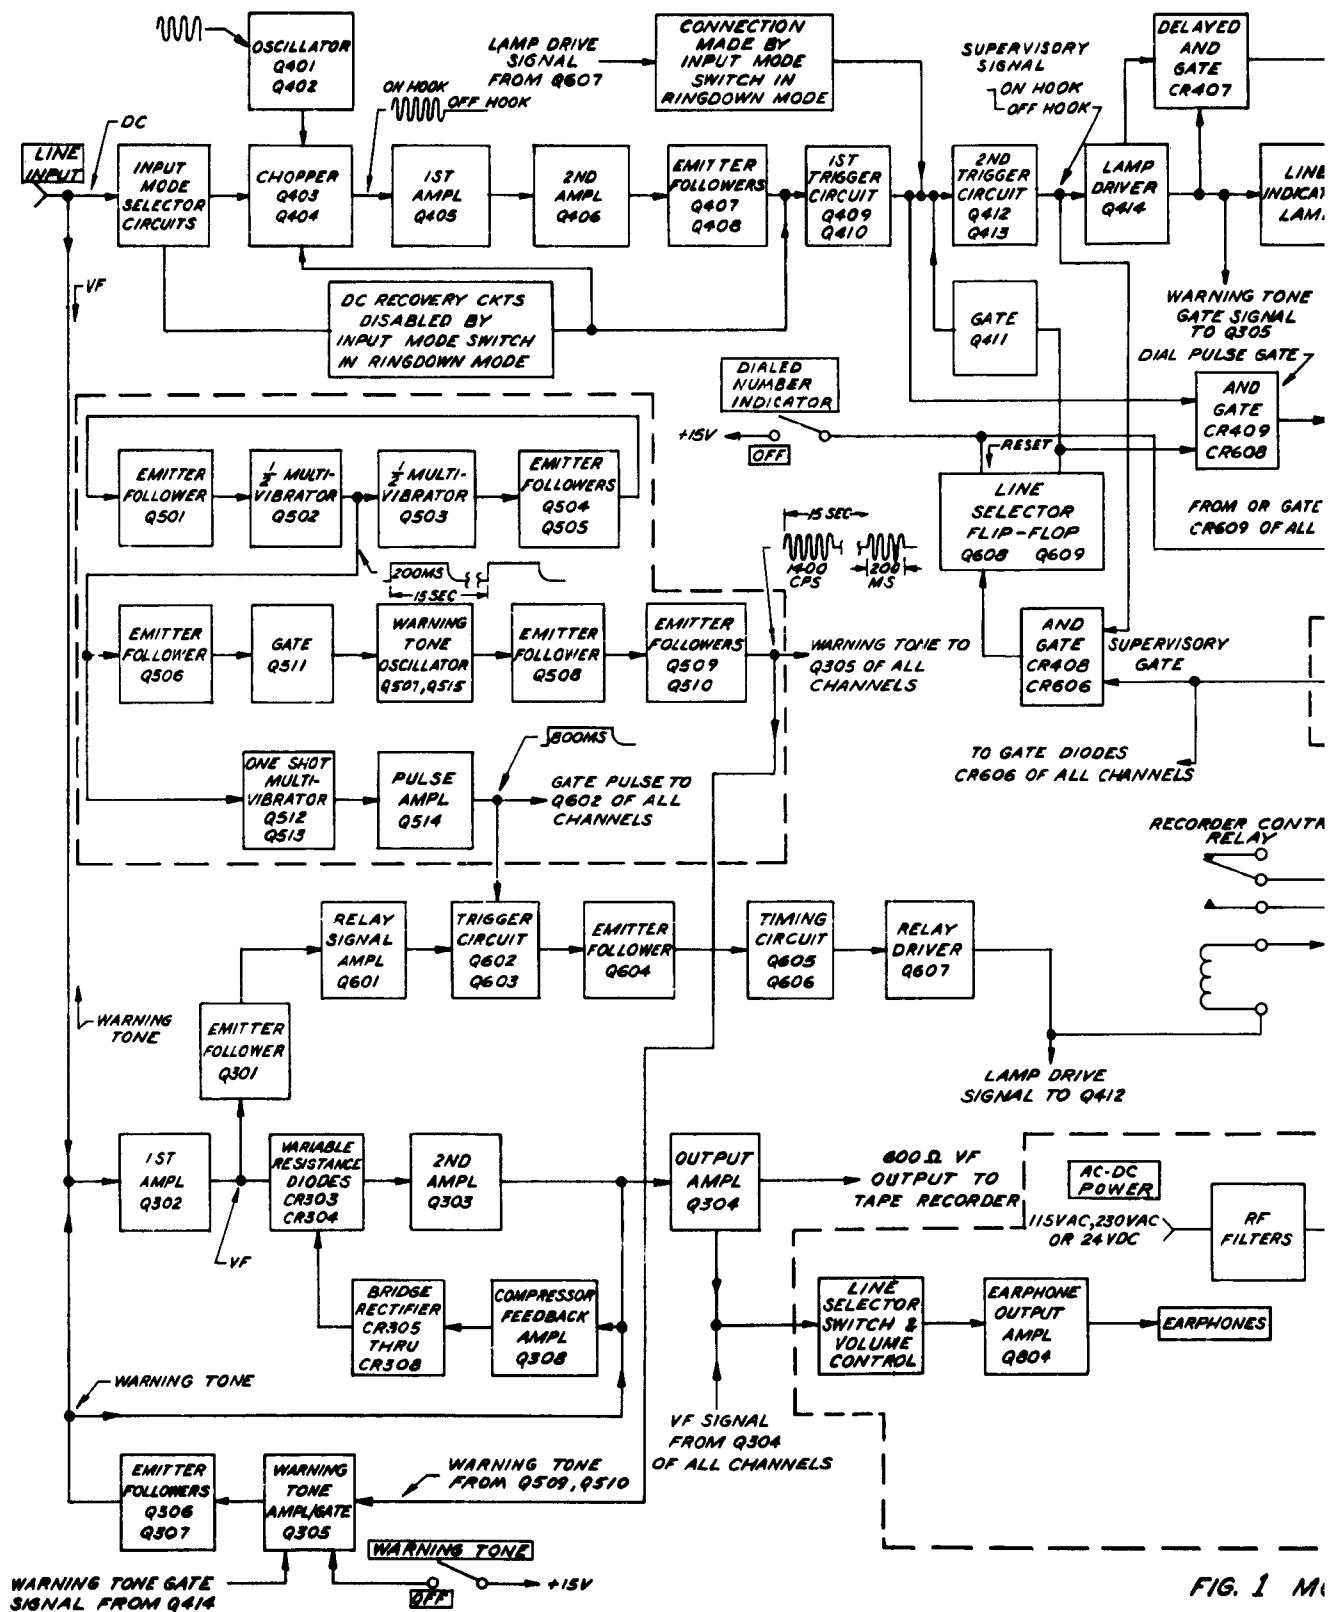 OSCILLATOR
Q401
Q402
LAMP DRIVE
SIGNAL
FROM Q607
CONNECTION
MADE BY
INPUT MODE
SWITCH IN
RINGDOWN MODE
SUPERVISORY
SIGNAL
ON HOOK
OFF HOOK
DELAYED
AND
GATE
CR407
ON HOOK
OFF HOOK
DC
LINE
INPUT
INPUT
MODE
SELECTOR
CIRCUITS
CHOPPER
Q403
Q404
1ST
AMPL
Q405
2ND
AMPL
Q406
EMITTER
FOLLOWERS
Q407
Q408
1ST
TRIGGER
CIRCUIT
Q409
Q410
2ND
TRIGGER
CIRCUIT
Q412
Q413
LAMP
DRIVER
Q414
LINE
INDICAT
LAM
VF
DC RECOVERY CKTS
DISABLED BY
INPUT MODE SWITCH
IN RINGDOWN MODE
GATE
Q411
WARNING TONE
GATE SIGNAL
TO Q305
DIAL PULSE GATE
DIALED
NUMBER
INDICATOR
+15V
OFF
RESET
AND
GATE
CR409
CR608
EMITTER
FOLLOWER
Q501
1/2 MULTI-
VIBRATOR
Q502
1/2 MULTI-
VIBRATOR
Q503
EMITTER
FOLLOWERS
Q504
Q505
LINE
SELECTOR
FLIP-FLOP
Q608 Q609
FROM OR GATE
CR609 OF ALL
15 SEC
1400
CPS
200
MS
200MS
15 SEC
EMITTER
FOLLOWER
Q506
GATE
Q511
WARNING
TONE
OSCILLATOR
Q507, Q515
EMITTER
FOLLOWER
Q508
EMITTER
FOLLOWERS
Q509
Q510
WARNING TONE TO
Q305 OF ALL
CHANNELS
AND
GATE
CR408
CR606
SUPERVISORY
GATE
800MS
TO GATE DIODES
CR606 OF ALL CHANNELS
ONE SHOT
MULTI-
VIBRATOR
Q512
Q513
PULSE
AMPL
Q514
GATE PULSE TO
Q602 OF ALL
CHANNELS
RECORDER CONTR
RELAY
RELAY
SIGNAL
AMPL
Q601
TRIGGER
CIRCUIT
Q602
Q603
EMITTER
FOLLOWER
Q604
TIMING
CIRCUIT
Q605
Q606
RELAY
DRIVER
Q607
WARNING
TONE
EMITTER
FOLLOWER
Q301
LAMP DRIVE
SIGNAL TO Q412
1ST
AMPL
Q302
VF
VARIABLE
RESISTANCE
DIODES
CR303
CR304
2ND
AMPL
Q303
OUTPUT
AMPL
Q304
600Ω VF
OUTPUT TO
TAPE RECORDER
AC-DC
POWER
115VAC, 230VAC
OR 24VDC
RF
FILTERS
BRIDGE
RECTIFIER
CR305
THRU
CR308
COMPRESSOR
FEEDBACK
AMPL
Q308
LINE
SELECTOR
SWITCH &
VOLUME
CONTROL
EARPHONE
OUTPUT
AMPL
Q804
EARPHONES
WARNING TONE
VF SIGNAL
FROM Q304
OF ALL CHANNELS
EMITTER
FOLLOWERS
Q306
Q307
WARNING
TONE
AMPL/GATE
Q305
WARNING TONE
FROM Q509, Q510
WARNING TONE
OFF
+15V
WARNING TONE GATE
SIGNAL FROM Q414
FIG. 1 MO